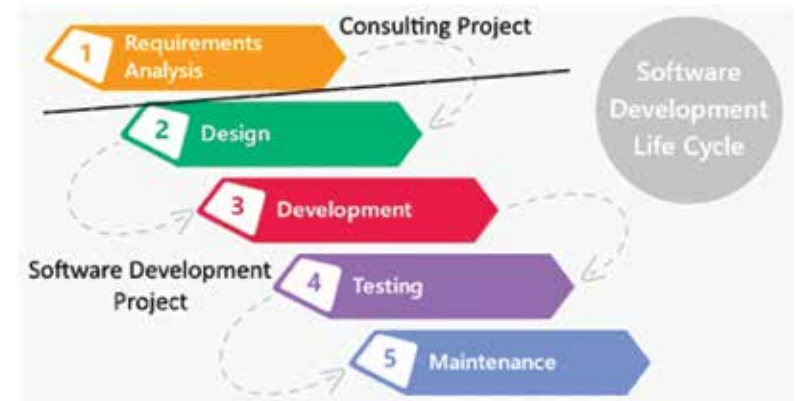 Consulting Project
1
Requirements
Analysis
Software
Development
Life Cycle
2
Design
3
Development
Software Development
Project
4
Testing
5
Maintenance